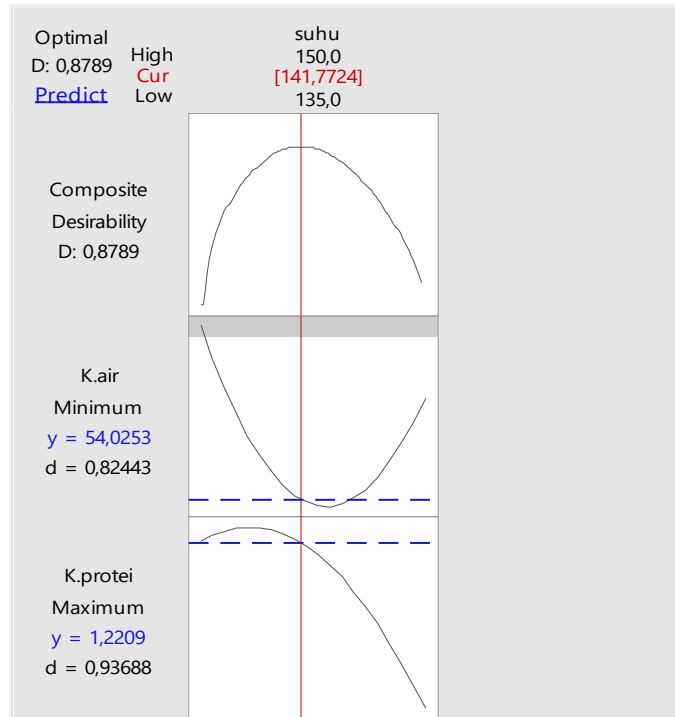 Optimal
D: 0,8789
Predict
High
Cur
Low
suhu
150,0
[141,7724]
135,0
Composite
Desirability
D: 0,8789
K.air
Minimum
y = 54,0253
d = 0,82443
K.protei
Maximum
y = 1,2209
d = 0,93688